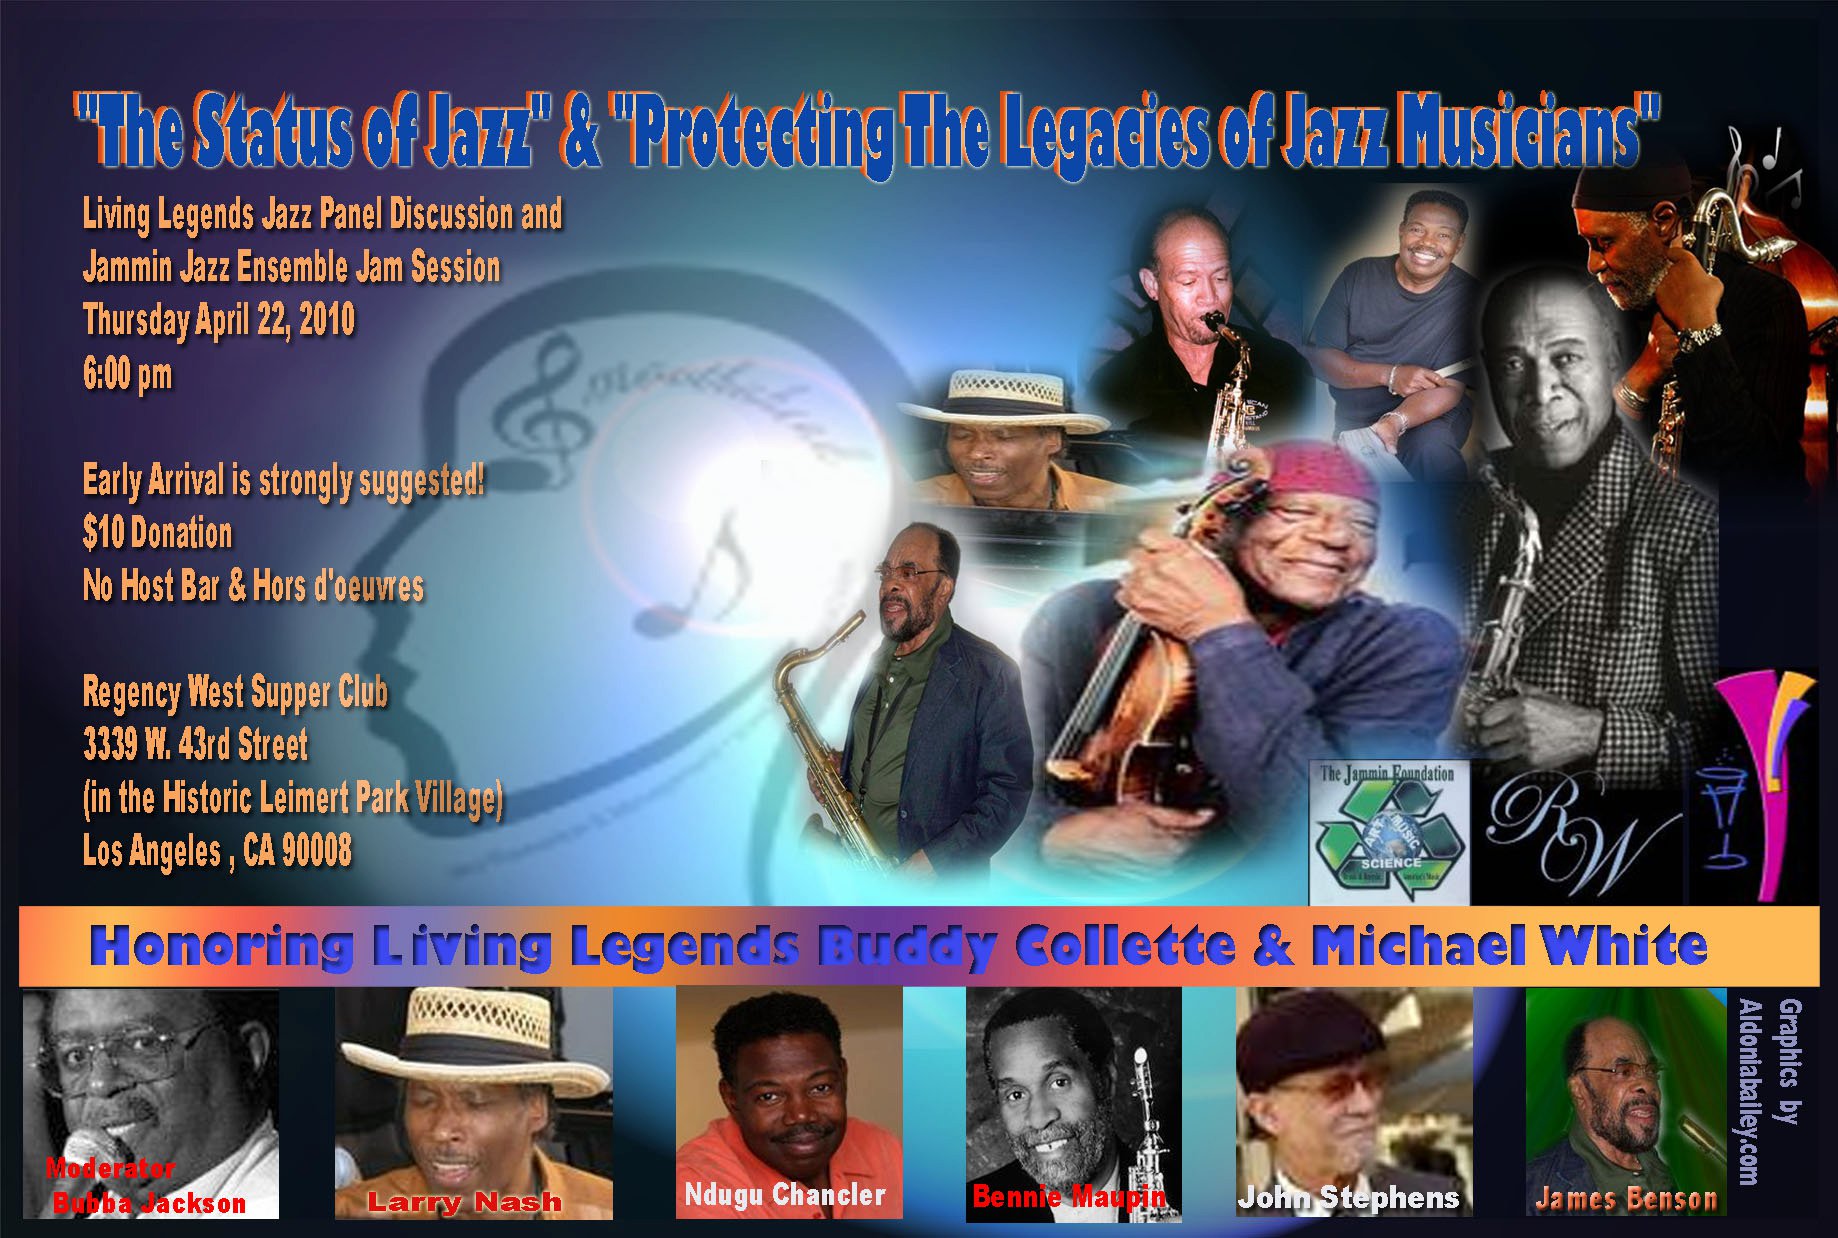 "The Status of Jazz" & "Protecting The Legacies of Jazz Musicians"
Living Legends Jazz Panel Discussion and
Jammin Jazz Ensemble Jam Session
Thursday April 22, 2010
6:00 pm
Early Arrival is strongly suggested!
$10 Donation
No Host Bar & Hors d'oeuvres
Regency West Supper Club
3339 W. 43rd Street
(in the Historic Leimert Park Village)
Los Angeles , CA 90008
The Jammin Foundation
ART
MUSIC
SCIENCE
RW
Honoring Living Legends Buddy Collette & Michael White
Moderator
Bubba Jackson
Larry Nash
Ndugu Chancler
Bennie Maupin
John Stephens
James Benson
Graphics by
Aldoniabailey.com